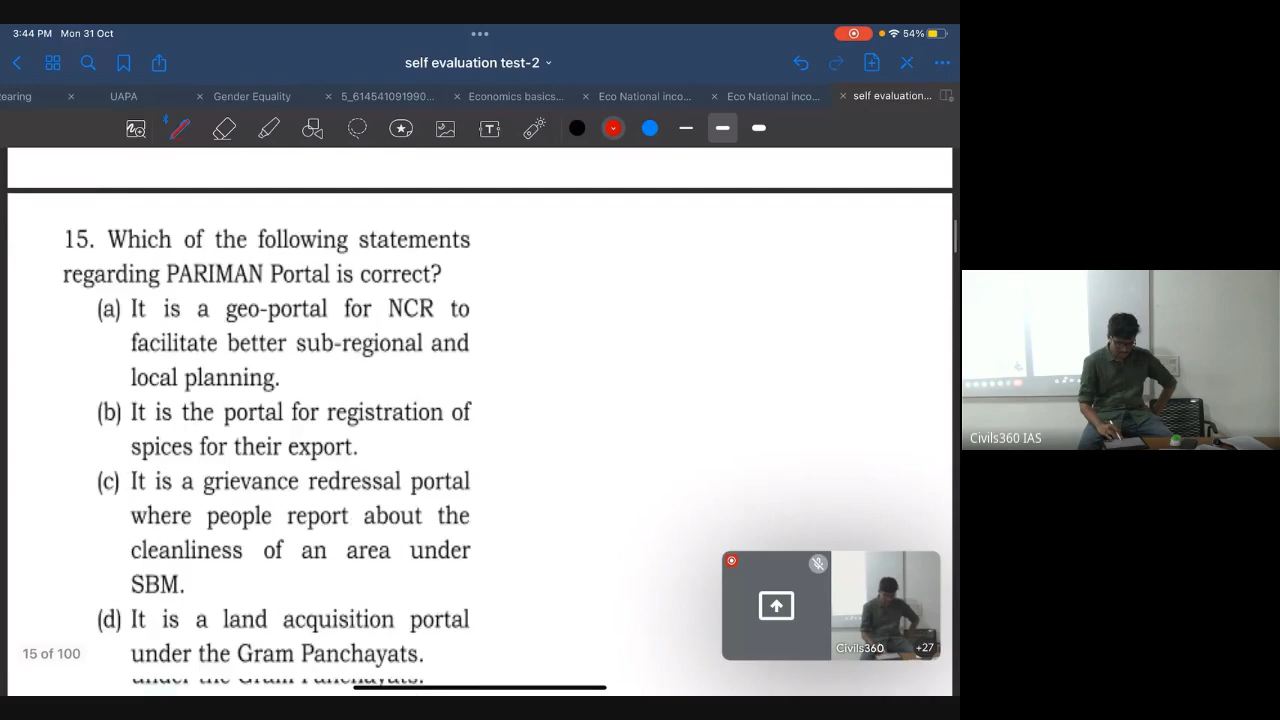 3:44 PM Mon 31 Oct
54%
self evaluation test-2
earing
UAPA
Gender Equality
5_614541091990...
Economics basics...
Eco National inco...
Eco National inco...
self evaluation...
15. Which of the following statements
regarding PARIMAN Portal is correct?
(a) It is a geo-portal for NCR to
facilitate better sub-regional and
local planning.
(b) It is the portal for registration of
spices for their export.
(c) It is a grievance redressal portal
where people report about the
cleanliness of an area under
SBM.
(d) It is a land acquisition portal
under the Gram Panchayats.
under the Gram Panchayats.
15 of 100
Civils360
+27
Civils360 IAS